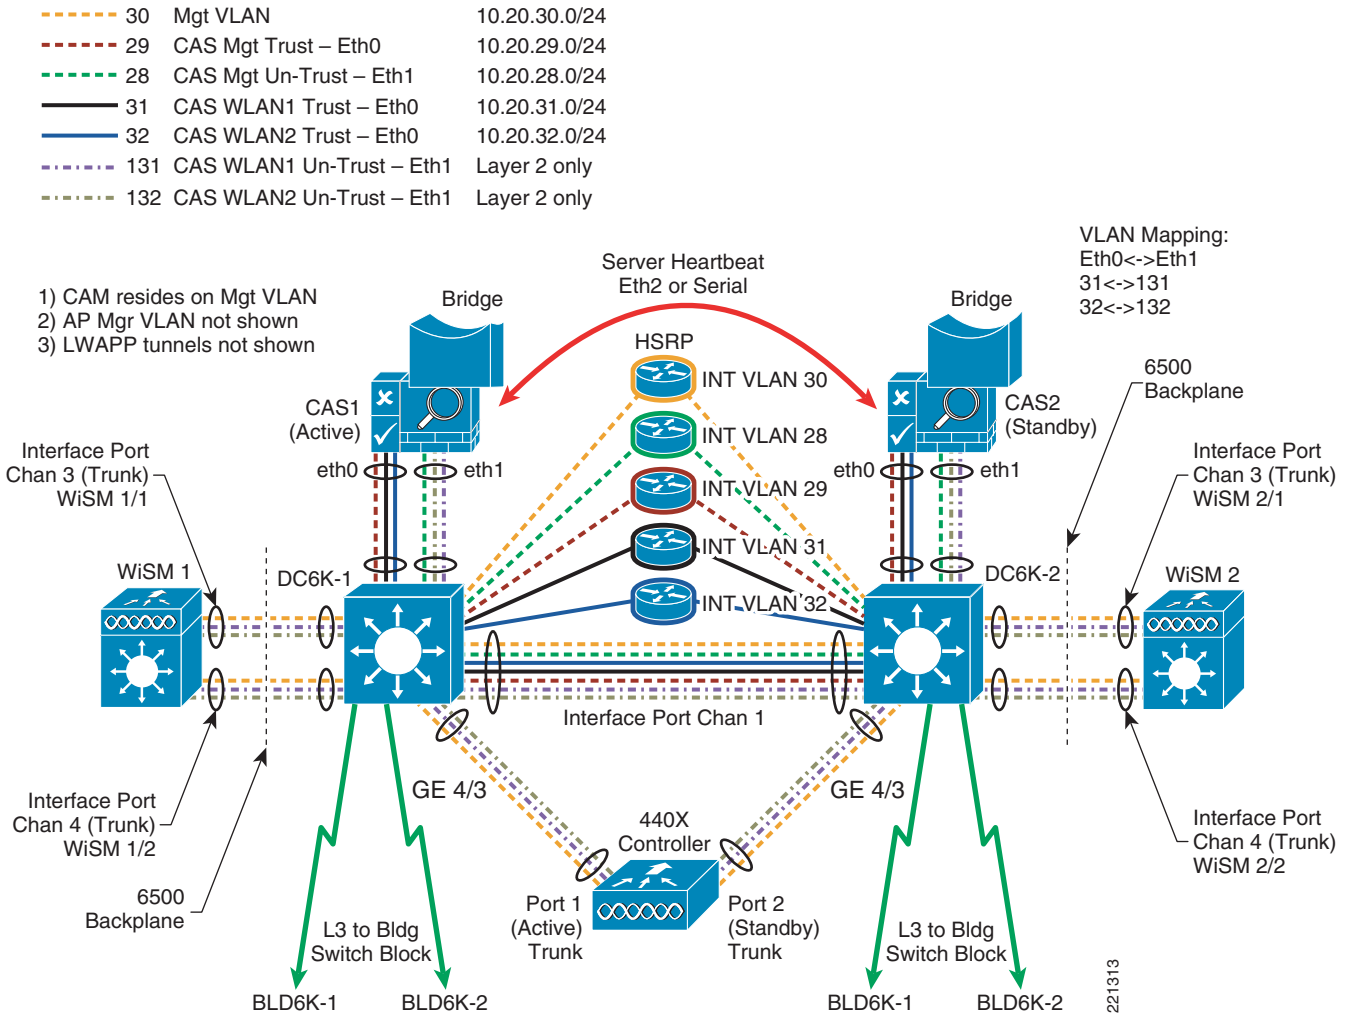 30 Mgt VLAN 10.20.30.0/24
29 CAS Mgt Trust – Eth0 10.20.29.0/24
28 CAS Mgt Un-Trust – Eth1 10.20.28.0/24
31 CAS WLAN1 Trust – Eth0 10.20.31.0/24
32 CAS WLAN2 Trust – Eth0 10.20.32.0/24
131 CAS WLAN1 Un-Trust – Eth1 Layer 2 only
132 CAS WLAN2 Un-Trust – Eth1 Layer 2 only
VLAN Mapping:
Eth0<->Eth1
31<->131
32<->132
1) CAM resides on Mgt VLAN
2) AP Mgr VLAN not shown
3) LWAPP tunnels not shown
Server Heartbeat
Eth2 or Serial
Bridge
Bridge
HSRP
INT VLAN 30
INT VLAN 28
INT VLAN 29
INT VLAN 31
INT VLAN 32
CAS1
(Active)
CAS2
(Standby)
6500
Backplane
eth0
eth1
eth0
eth1
Interface Port
Chan 3 (Trunk)
WiSM 1/1
Interface Port
Chan 3 (Trunk)
WiSM 2/1
WiSM 1
DC6K-1
DC6K-2
WiSM 2
Interface Port Chan 1
GE 4/3
GE 4/3
Interface Port
Chan 4 (Trunk)
WiSM 1/2
6500
Backplane
440X
Controller
Interface Port
Chan 4 (Trunk)
WiSM 2/2
Port 1
(Active)
Trunk
Port 2
(Standby)
Trunk
L3 to Bldg
Switch Block
L3 to Bldg
Switch Block
BLD6K-1
BLD6K-2
BLD6K-1
BLD6K-2
221313